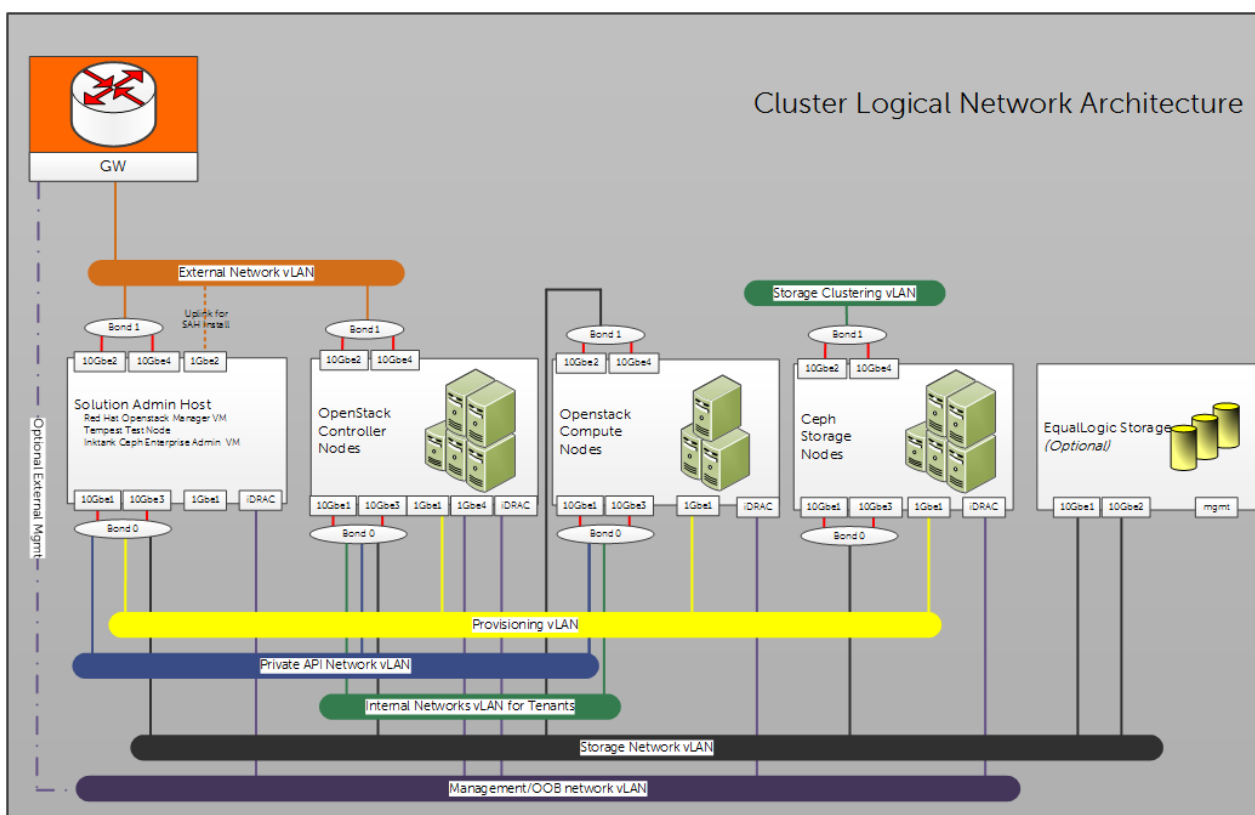 Cluster Logical Network Architecture
GW
External Network vLAN
Storage Clustering vLAN
Uplink for
SAH Install
Bond 1
Bond 1
Bond 1
Bond 1
10Gbe2
10Gbe4
1Gbe2
10Gbe2
10Gbe4
10Gbe2
10Gbe4
10Gbe2
10Gbe4
Solution Admin Host
Red Hat Openstack Manager VM
Tempest Test Node
Inktank Ceph Enterprise Admin VM
OpenStack
Controller
Nodes
Openstack
Compute
Nodes
Ceph
Storage
Nodes
EqualLogic Storage
(Optional)
10Gbe1
10Gbe3
1Gbe1
iDRAC
10Gbe1
10Gbe3
1Gbe1
1Gbe4
iDRAC
10Gbe1
10Gbe3
1Gbe1
iDRAC
10Gbe1
10Gbe3
1Gbe1
iDRAC
10Gbe1
10Gbe2
mgmt
Bond 0
Bond 0
Bond 0
Bond 0
Optional External Mgmt
Provisioning vLAN
Private API Network vLAN
Internal Networks vLAN for Tenants
Storage Network vLAN
Management/OOB network vLAN